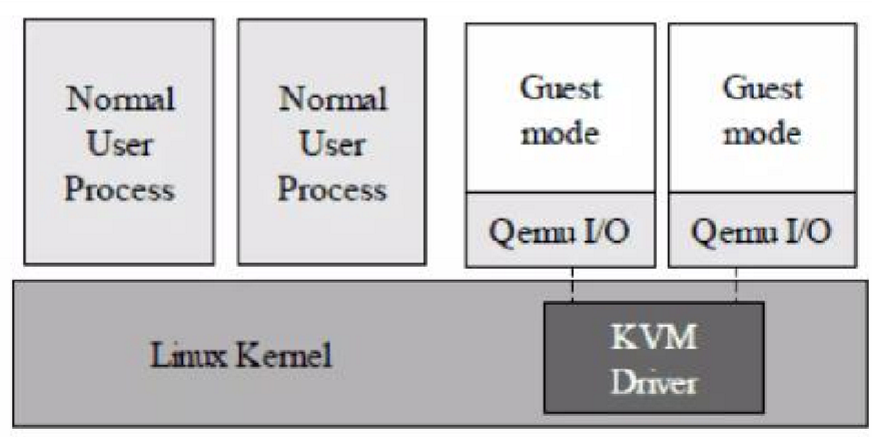 Normal
User
Process
Normal
User
Process
Guest
mode
Qemu I/O
Guest
mode
Qemu I/O
Linux Kernel
KVM
Driver